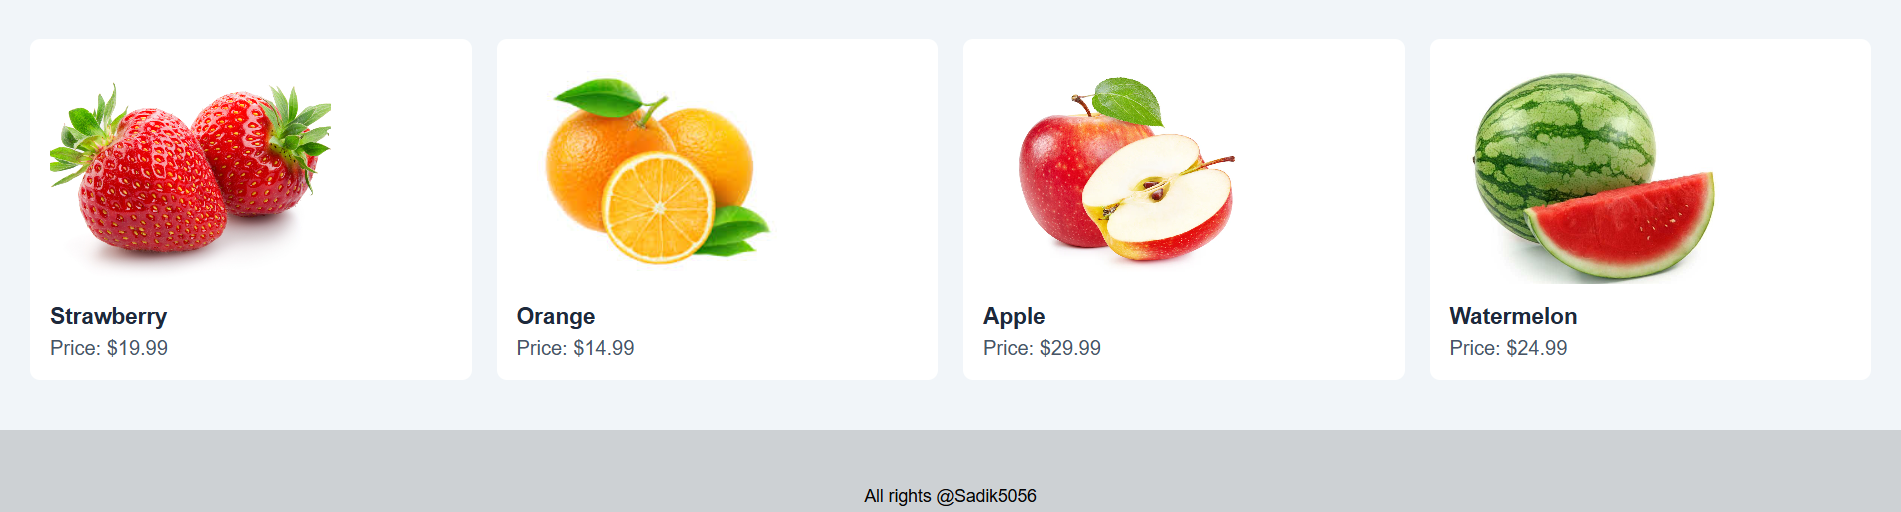 Strawberry
Price: $19.99
Orange
Price: $14.99
Apple
Price: $29.99
Watermelon
Price: $24.99
All rights @Sadik5056